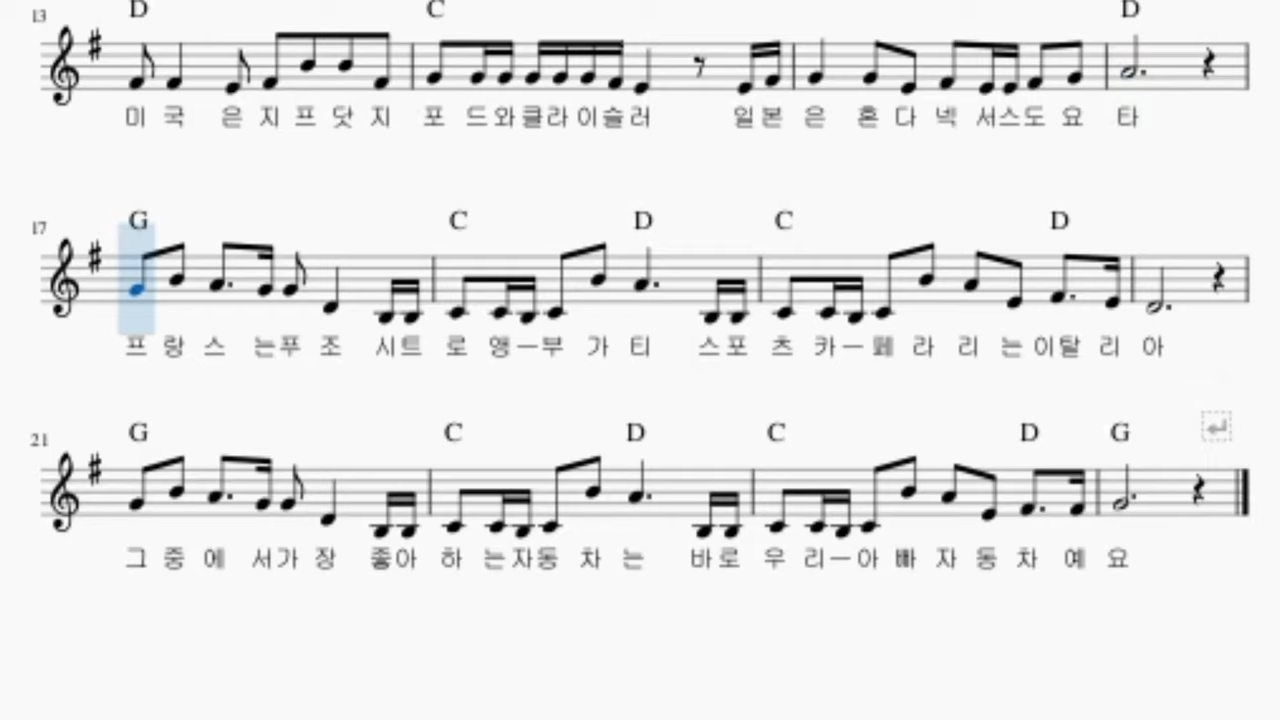 D C D
13
미 국 은 지 프 닷 지 포 드와클라이슬러 일본 은 혼 다 넥 서스도 요 타
G C D C D
17
프 랑 스 는푸 조 시트 로 앵ㅡ부 가 티 스포 츠 카ㅡ페 라 리 는이탈 리 아
G C D C D G
21
그 중 에 서가 장 좋아 하 는자동 차 는 바로 우 리ㅡ아 빠 자 동 차 예 요